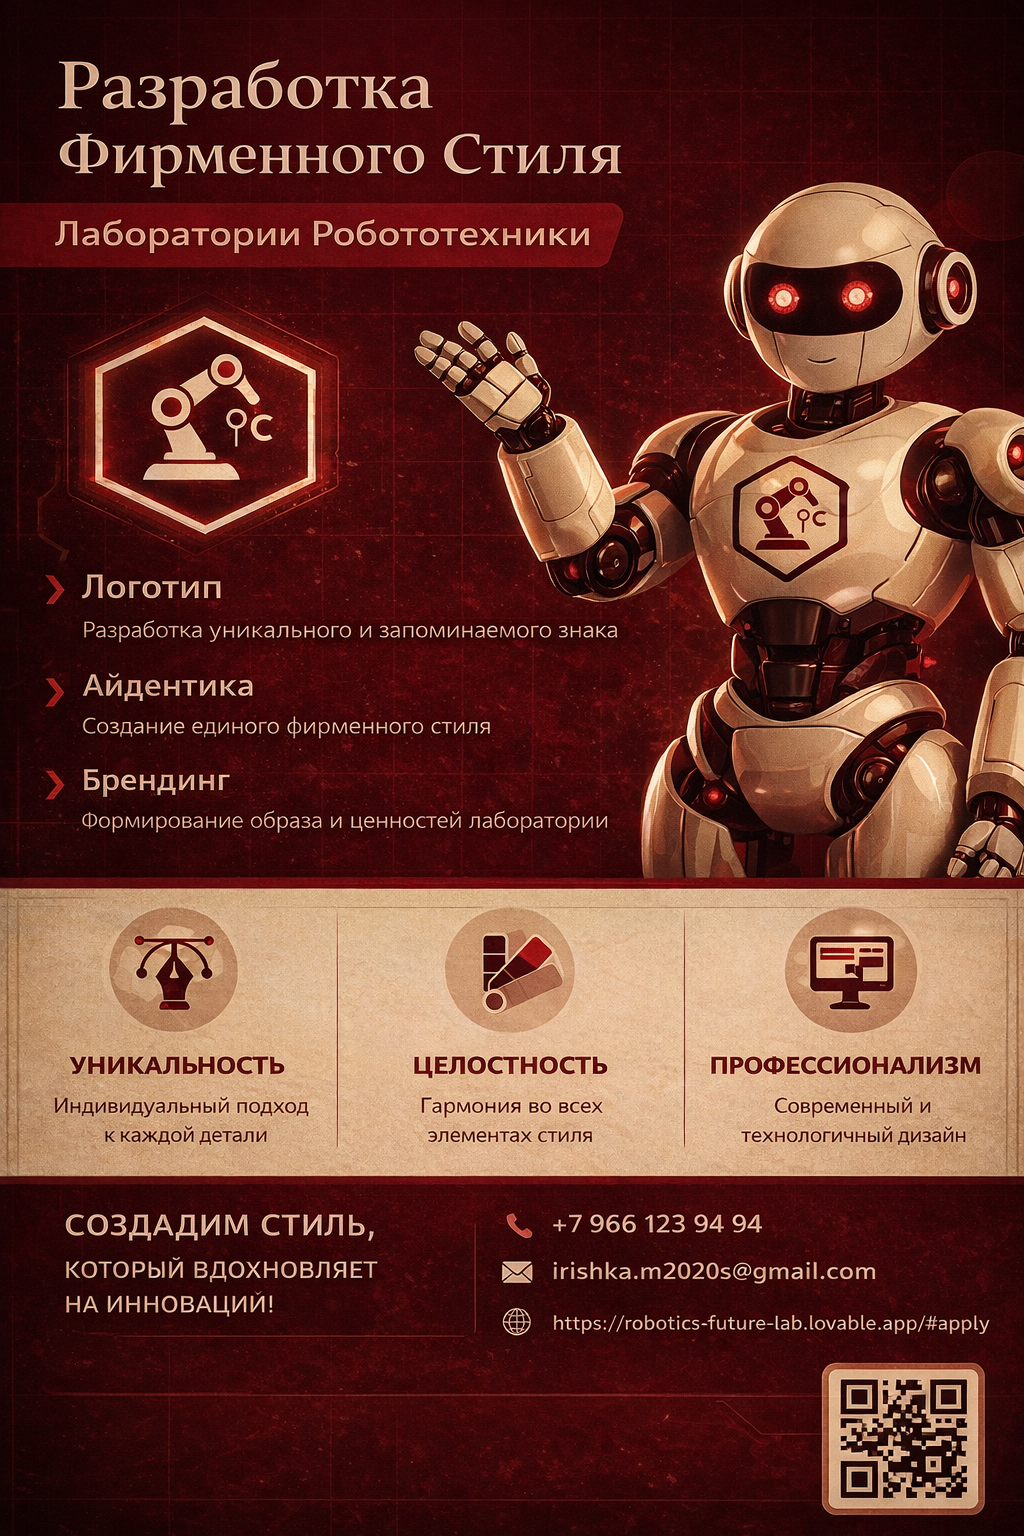 Разработка
Фирменного Стиля
Лаборатории Робототехники
Логотип
Разработка уникального и запоминаемого знака
Айдентика
Создание единого фирменного стиля
Брендинг
Формирование образа и ценностей лаборатории
УНИКАЛЬНОСТЬ
Индивидуальный подход
к каждой детали
ЦЕЛОСТНОСТЬ
Гармония во всех
элементах стиля
ПРОФЕССИОНАЛИЗМ
Современный и
технологичный дизайн
СОЗДАДИМ СТИЛЬ,
КОТОРЫЙ ВДОХНОВЛЯЕТ
НА ИННОВАЦИЙ!
+7 966 123 94 94
irishka.m2020s@gmail.com
https://robotics-future-lab.lovable.app/#apply